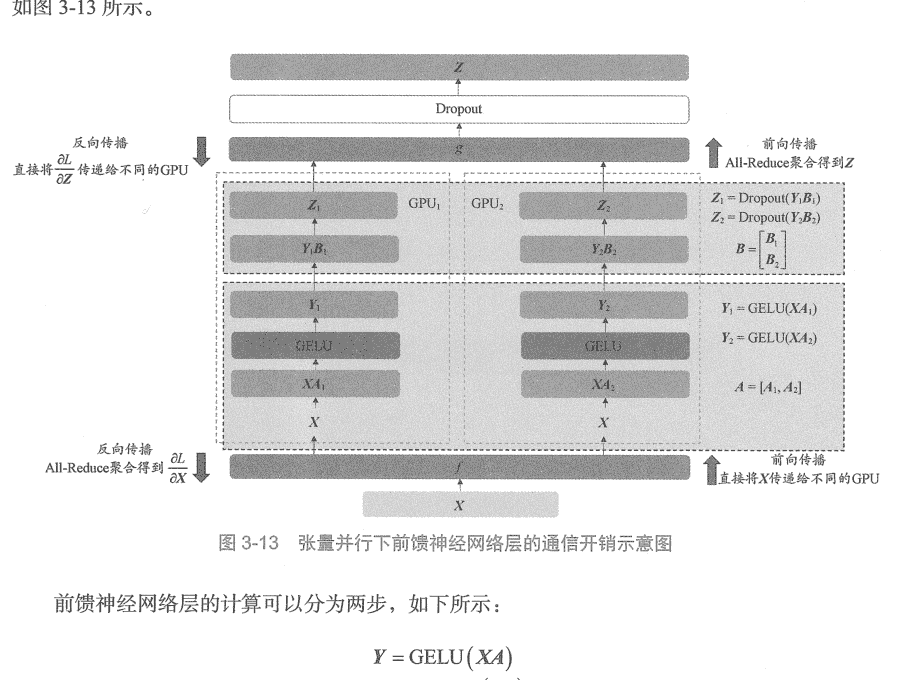 如图 3-13 所示。
Z
Dropout
g
反向传播
直接将∂L/∂Z传递给不同的GPU
前向传播
All-Reduce聚合得到Z
Z₁
GPU₁
GPU₂
Z₂
Z₁ = Dropout(Y₁B₁)
Z₂ = Dropout(Y₂B₂)
Y₁B₁
Y₂B₂
B = [B₁
B₂]
Y₁
Y₂
Y₁ = GELU(XA₁)
GELU
GELU
Y₂ = GELU(XA₂)
XA₁
XA₂
A = [A₁, A₂]
X
X
反向传播
All-Reduce聚合得到∂L/∂X
f
前向传播
直接将X传递给不同的GPU
X
图 3-13 张量并行下前馈神经网络层的通信开销示意图
前馈神经网络层的计算可以分为两步，如下所示：
Y = GELU(XA)